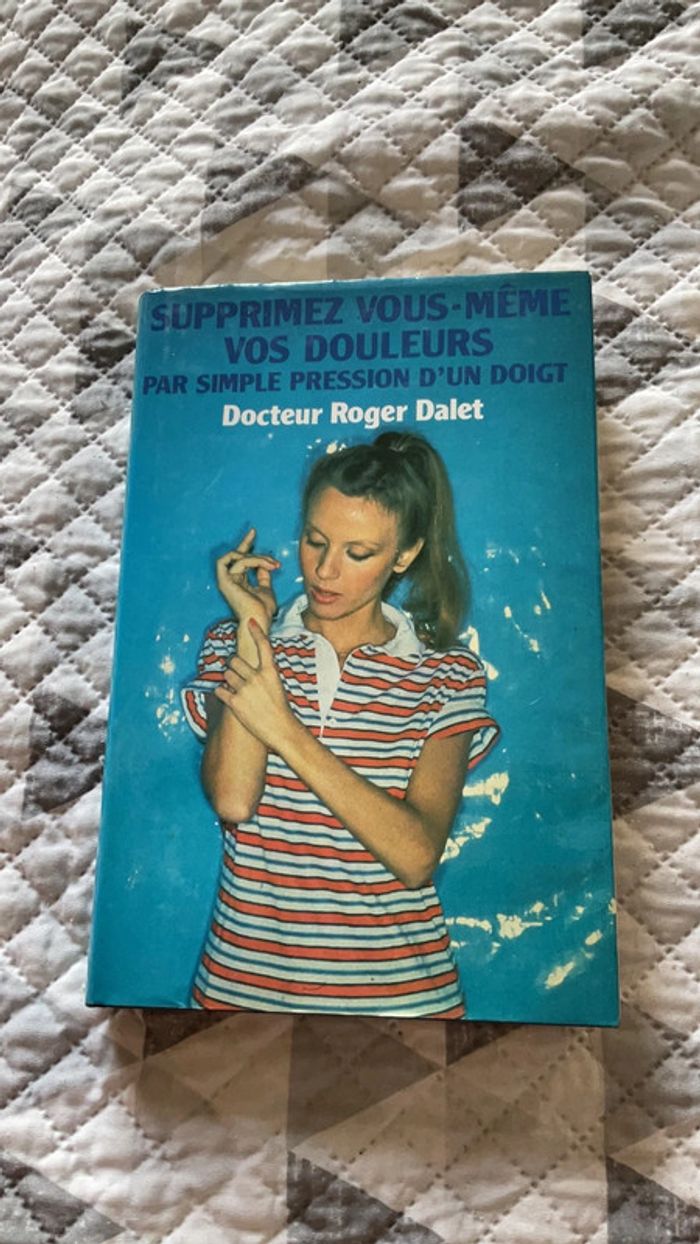 SUPPRIMEZ VOUS-MÊME
VOS DOULEURS
PAR SIMPLE PRESSION D'UN DOIGT
Docteur Roger Dalet